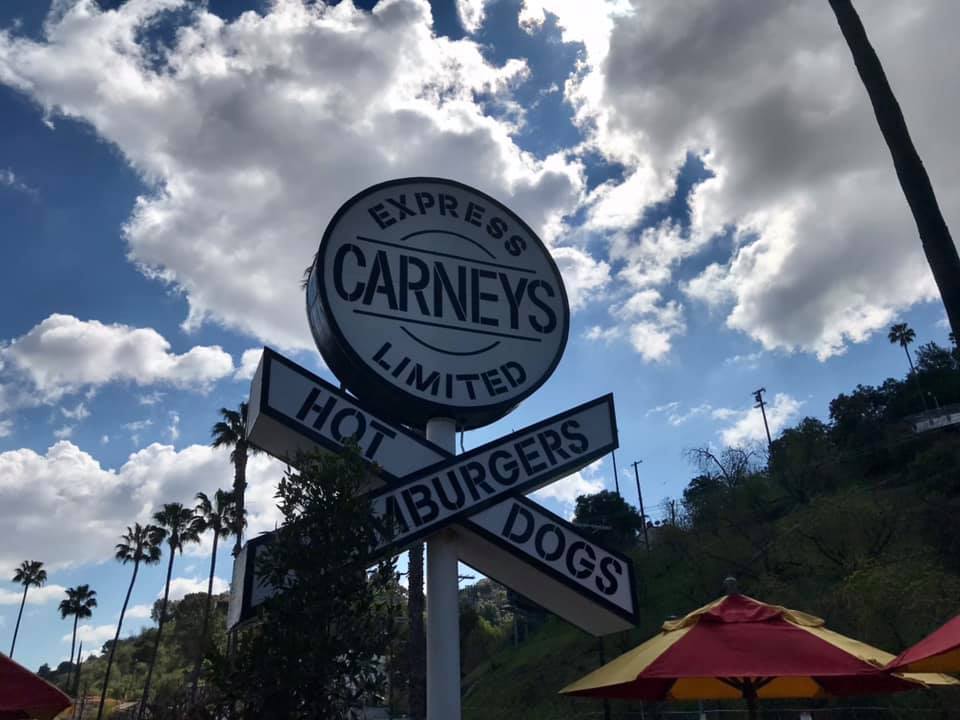 EXPRESS
CARNEYS
LIMITED
HOT DOGS
MBURGERS